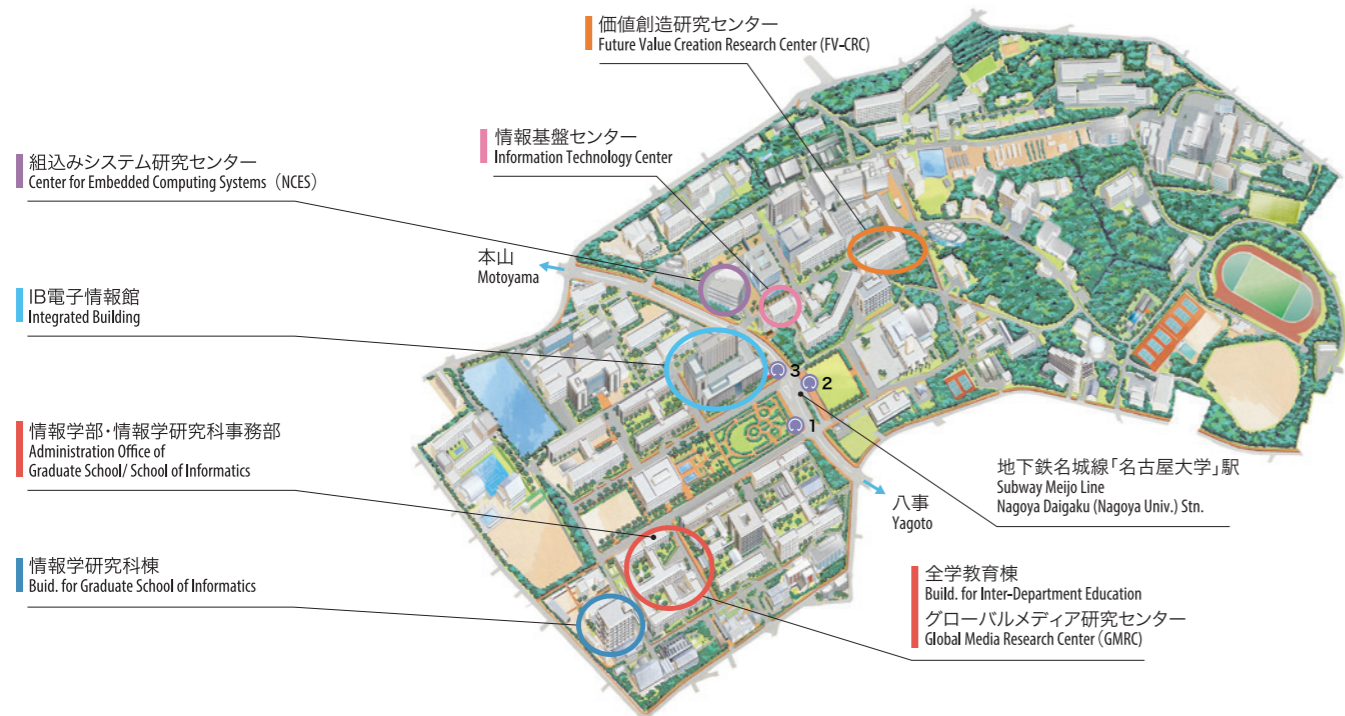 価値創造研究センター
Future Value Creation Research Center (FV-CRC)
情報基盤センター
Information Technology Center
組込みシステム研究センター
Center for Embedded Computing Systems（NCES）
本山
Motoyama
IB電子情報館
Integrated Building
3
2
1
情報学部・情報学研究科事務部
Administration Office of
Graduate School/ School of Informatics
地下鉄名城線「名古屋大学」駅
Subway Meijo Line
Nagoya Daigaku (Nagoya Univ.) Stn.
八事
Yagoto
情報学研究科棟
Buid. for Graduate School of Informatics
全学教育棟
Build. for Inter-Department Education
グローバルメディア研究センター
Global Media Research Center（GMRC）